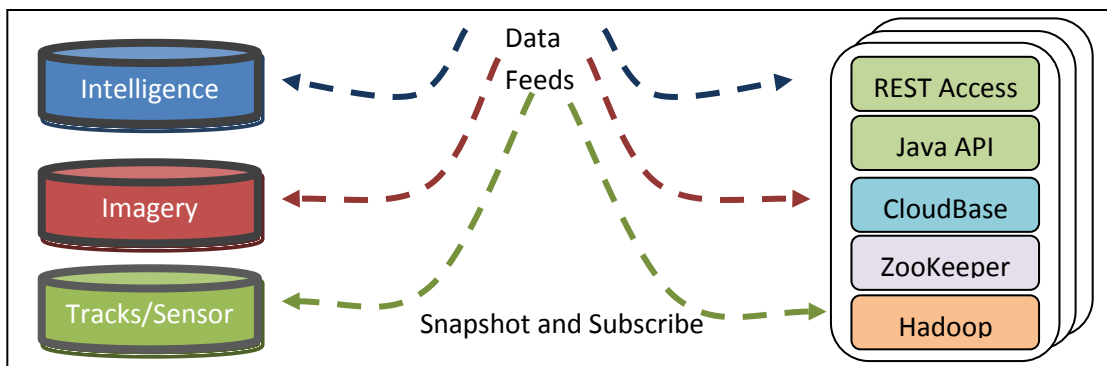 Intelligence
Imagery
Tracks/Sensor
Data
Feeds
Snapshot and Subscribe
REST Access
Java API
CloudBase
ZooKeeper
Hadoop